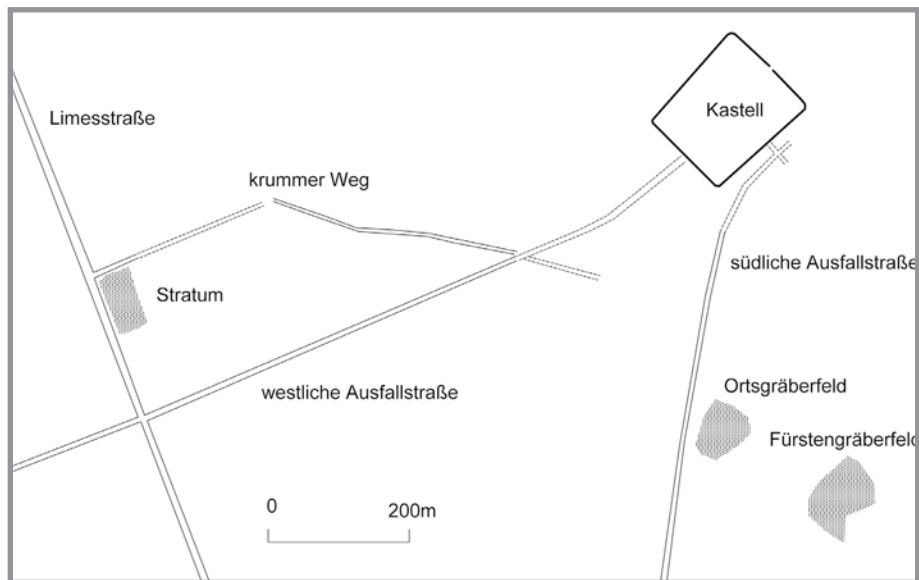 Limesstraße
Kastell
krummer Weg
südliche Ausfallstraße
Stratum
westliche Ausfallstraße
Ortsgräberfeld
Fürstengräberfeld
0 200m